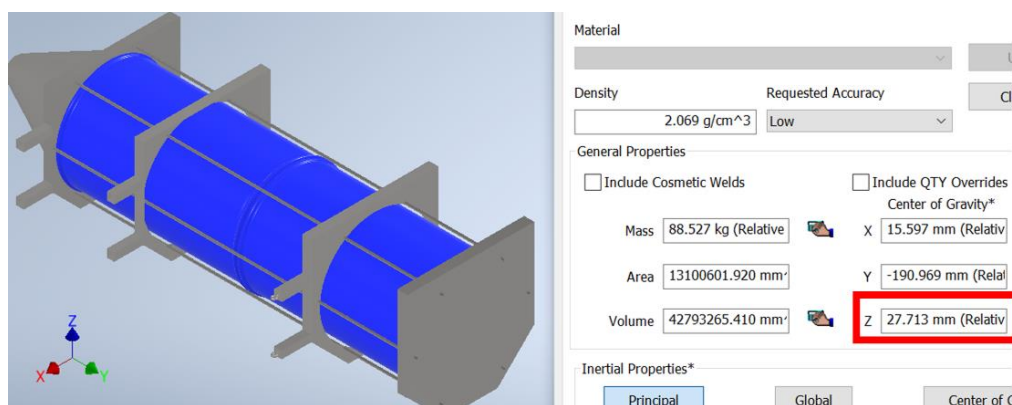 Material
Density
Requested Accuracy
2.069 g/cm^3
Low
General Properties
Include Cosmetic Welds
Include QTY Overrides
Center of Gravity*
Mass 88.527 kg (Relative
X 15.597 mm (Relativ
Area 13100601.920 mm
Y -190.969 mm (Relat
Volume 42793265.410 mm
Z 27.713 mm (Relativ
Inertial Properties*
Principal
Global
Center of
Z
X
Y